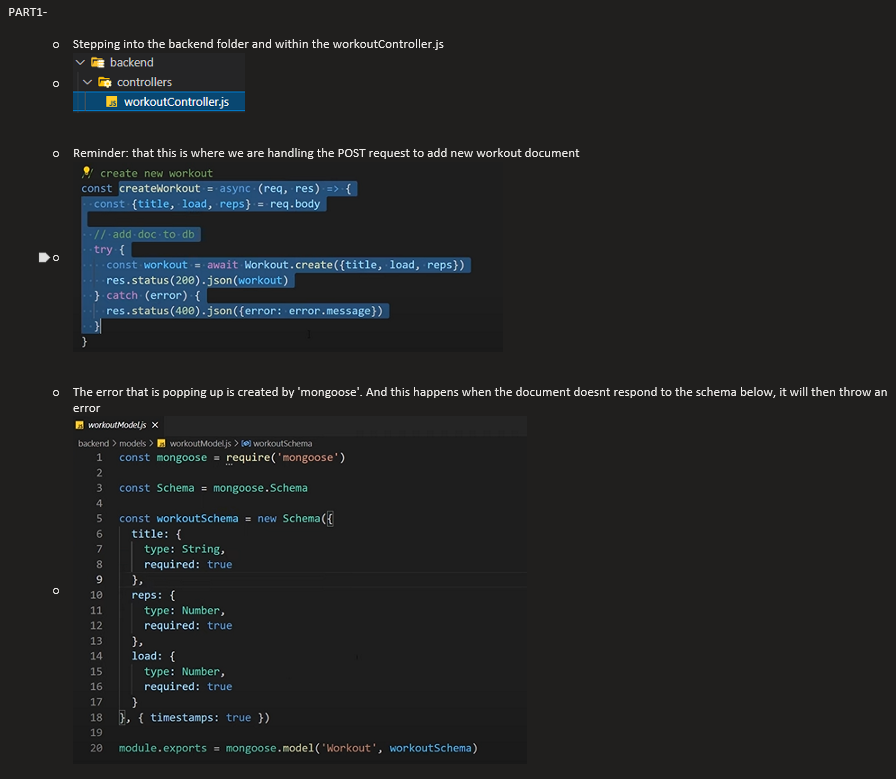 PART1-
Stepping into the backend folder and within the workoutController.js
backend
controllers
JS workoutController.js
Reminder: that this is where we are handling the POST request to add new workout document
create new workout
const createWorkout = async (req, res) => {
const {title, load, reps} = req.body
// add doc to db
try {
const workout = await Workout.create({title, load, reps})
res.status(200).json(workout)
} catch (error) {
res.status(400).json({error: error.message})
}
}
The error that is popping up is created by 'mongoose'. And this happens when the document doesnt respond to the schema below, it will then throw an
error
JS workoutModel.js ×
backend > models > JS workoutModel.js > workoutSchema
1 const mongoose = require('mongoose')
2
3 const Schema = mongoose.Schema
4
5 const workoutSchema = new Schema({
6 title: {
7 type: String,
8 required: true
9 },
10 reps: {
11 type: Number,
12 required: true
13 },
14 load: {
15 type: Number,
16 required: true
17 }
18 }, { timestamps: true })
19
20 module.exports = mongoose.model('Workout', workoutSchema)